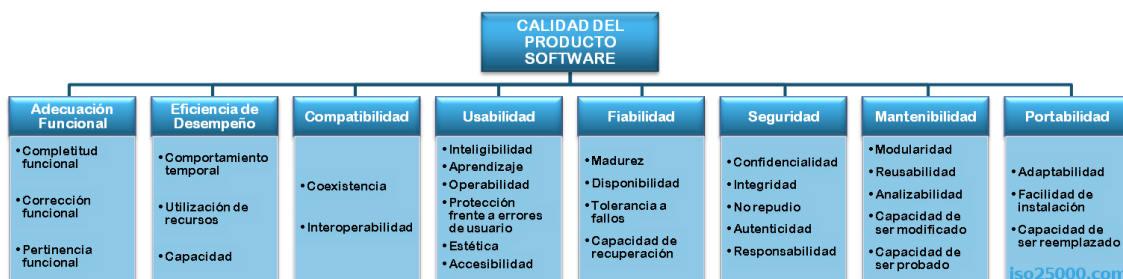 CALIDAD DEL
PRODUCTO
SOFTWARE
Adecuación
Funcional
• Completitud
funcional
• Corrección
funcional
• Pertinencia
funcional
Eficiencia de
Desempeño
• Comportamiento
temporal
• Utilización de
recursos
• Capacidad
Compatibilidad
• Coexistencia
• Interoperabilidad
Usabilidad
• Inteligibilidad
• Aprendizaje
• Operabilidad
• Protección
frente a errores
de usuario
• Estética
• Accesibilidad
Fiabilidad
• Madurez
• Disponibilidad
• Tolerancia a
fallos
• Capacidad de
recuperación
Seguridad
• Confidencialidad
• Integridad
• No repudio
• Autenticidad
• Responsabilidad
Mantenibilidad
• Modularidad
• Reusabilidad
• Analizabilidad
• Capacidad de
ser modificado
• Capacidad de
ser probado
Portabilidad
• Adaptabilidad
• Facilidad de
instalación
• Capacidad de
ser reemplazado
iso25000.com